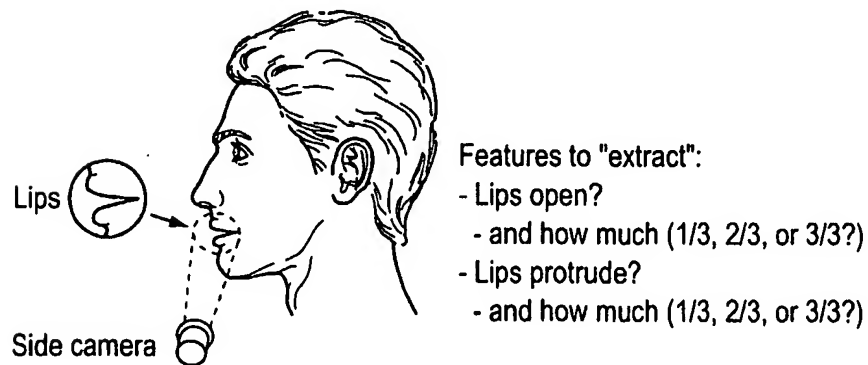 Lips
Side camera
Features to "extract":
- Lips open?
- and how much (1/3, 2/3, or 3/3?)
- Lips protrude?
- and how much (1/3, 2/3, or 3/3?)